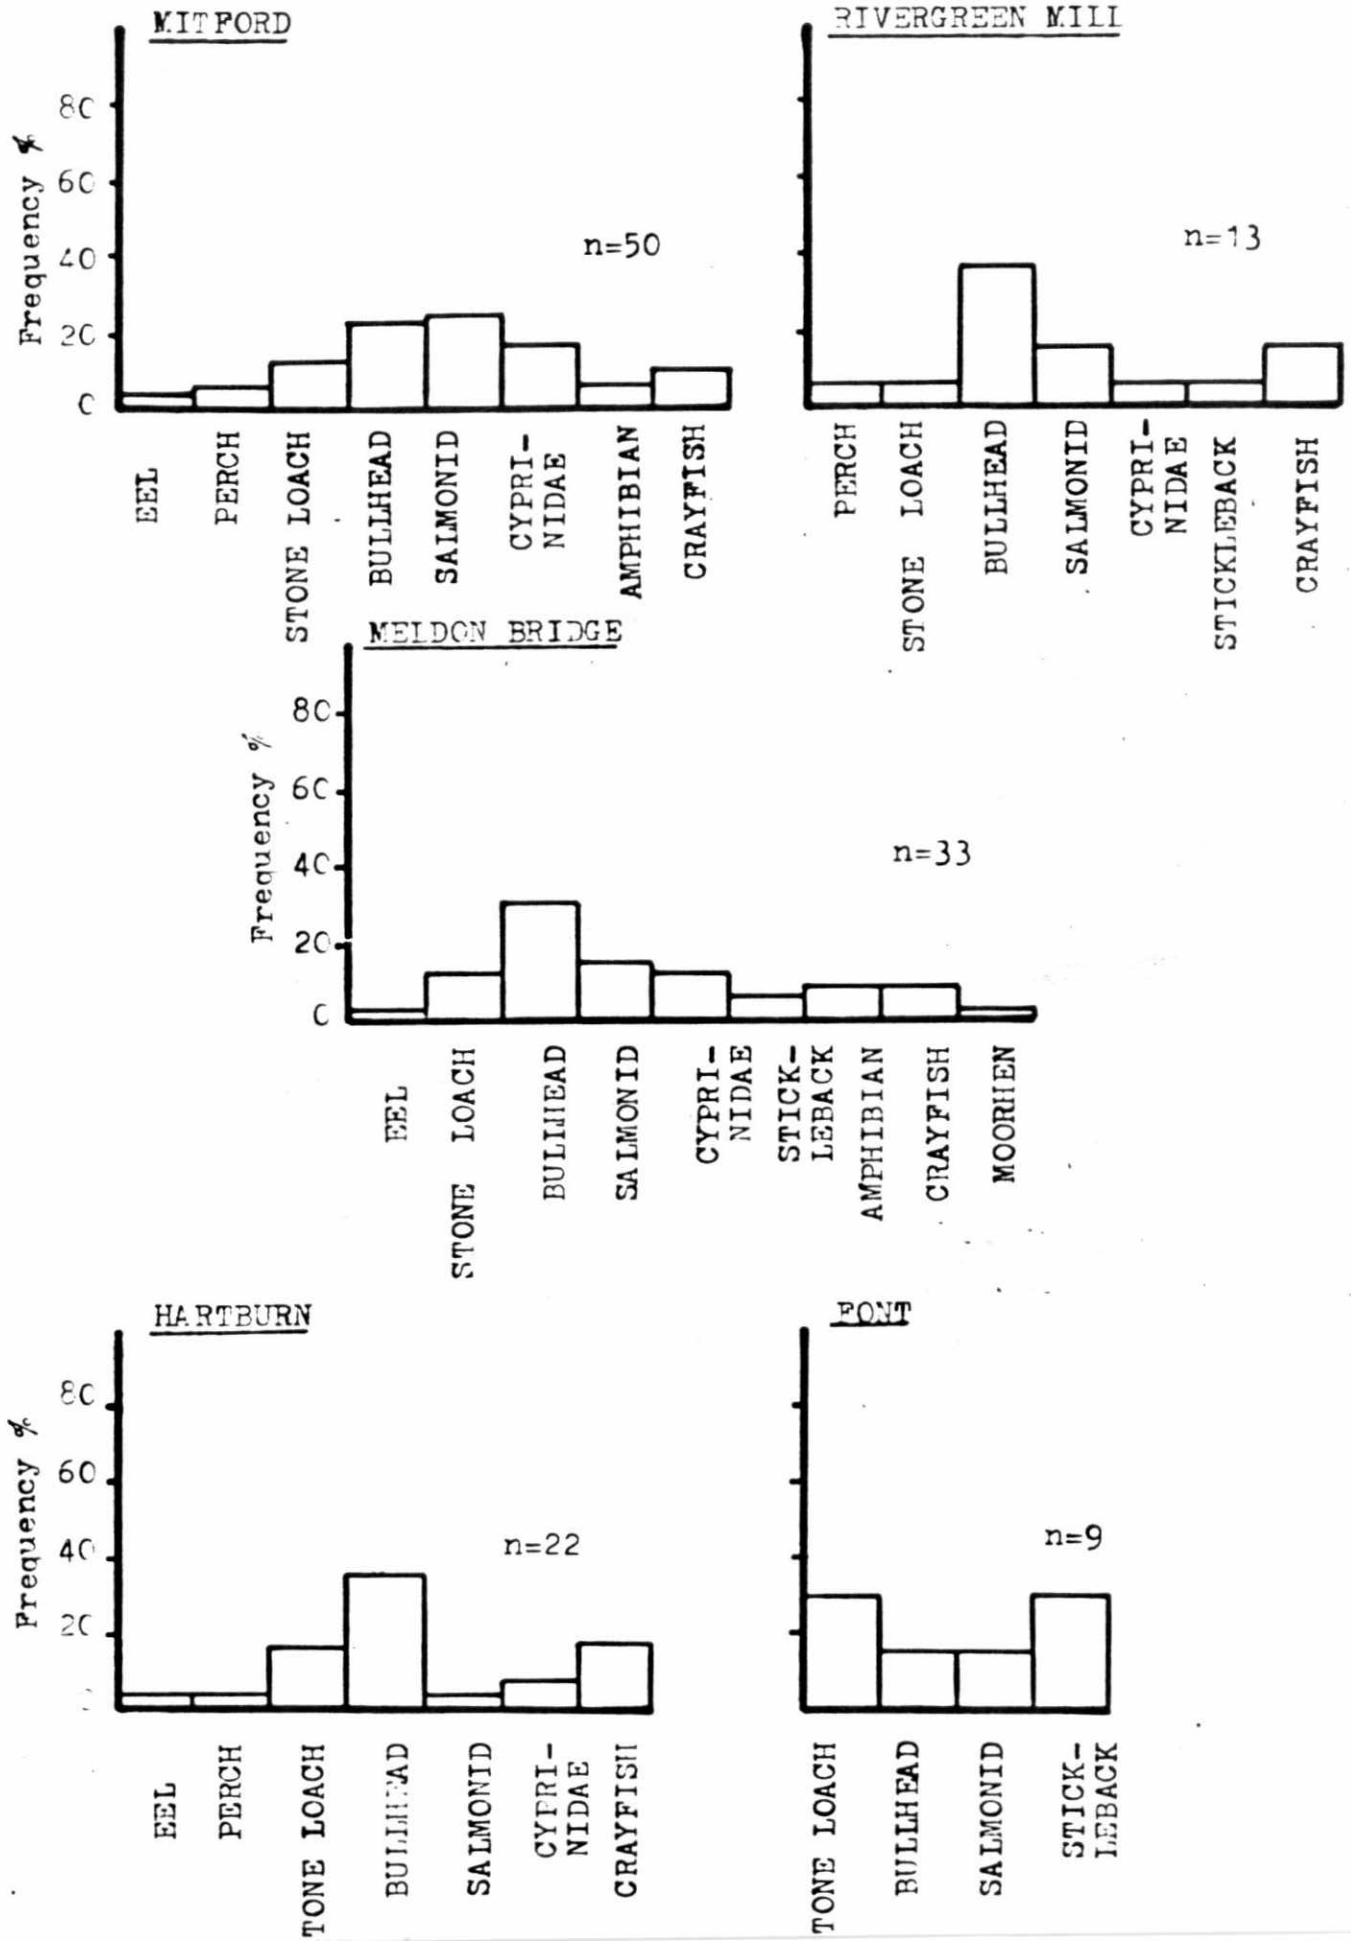 MITFORD
Frequency %
80
60
40
20
0
n=50
EEL
PERCH
STONE LOACH
BULLHEAD
SALMONID
CYPRI-
NIDAE
AMPHIBIAN
CRAYFISH
RIVERGREEN MILL
n=13
PERCH
STONE LOACH
BULLHEAD
SALMONID
CYPRI-
NIDAE
STICKLEBACK
CRAYFISH
MELDON BRIDGE
Frequency %
80
60
40
20
0
n=33
EEL
STONE LOACH
BULLHEAD
SALMONID
CYPRI-
NIDAE
STICK-
LEBACK
AMPHIBIAN
CRAYFISH
MOORHEN
HARTBURN
Frequency %
80
60
40
20
n=22
EEL
PERCH
TONE LOACH
BULLHEAD
SALMONID
CYPRI-
NIDAE
CRAYFISH
FONT
n=9
TONE LOACH
BULLHEAD
SALMONID
STICK-
LEBACK